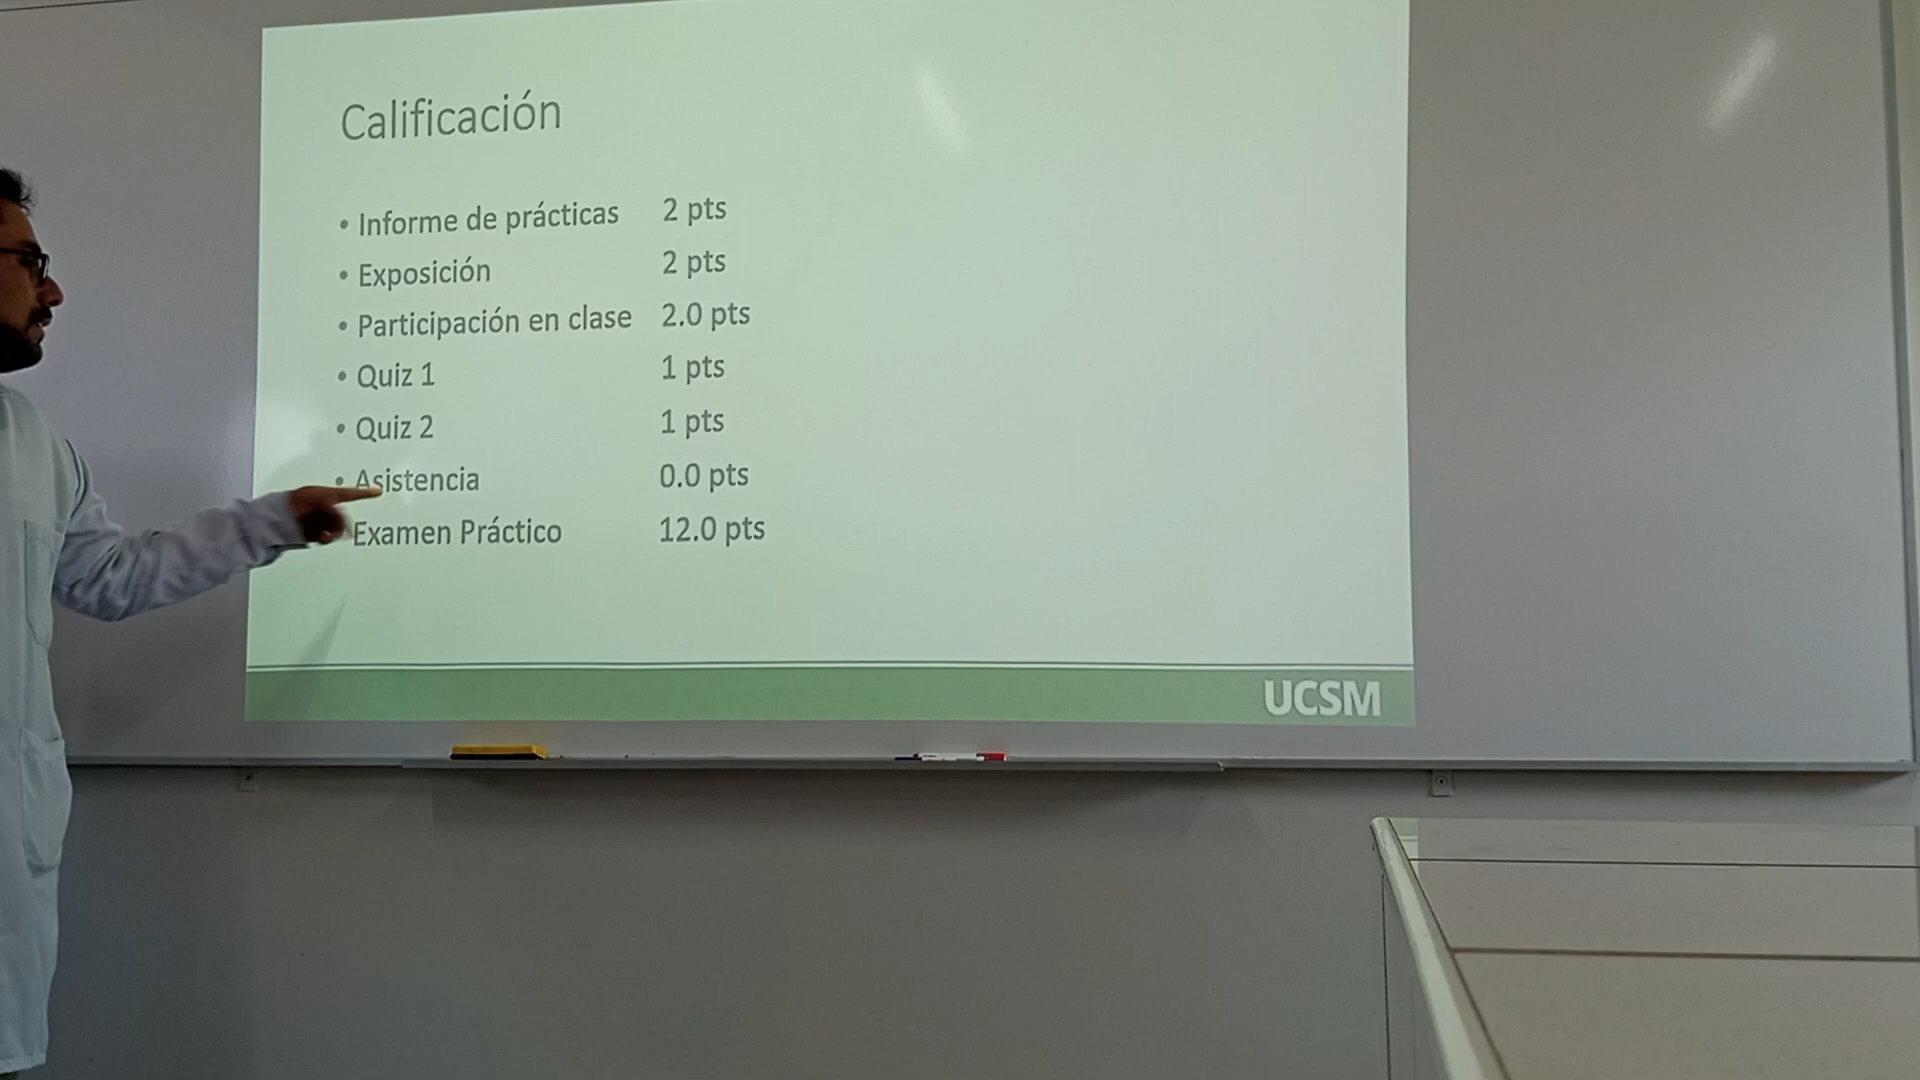 Calificación
• Informe de prácticas 2 pts
• Exposición 2 pts
• Participación en clase 2.0 pts
• Quiz 1 1 pts
• Quiz 2 1 pts
• Asistencia 0.0 pts
Examen Práctico 12.0 pts
UCSM